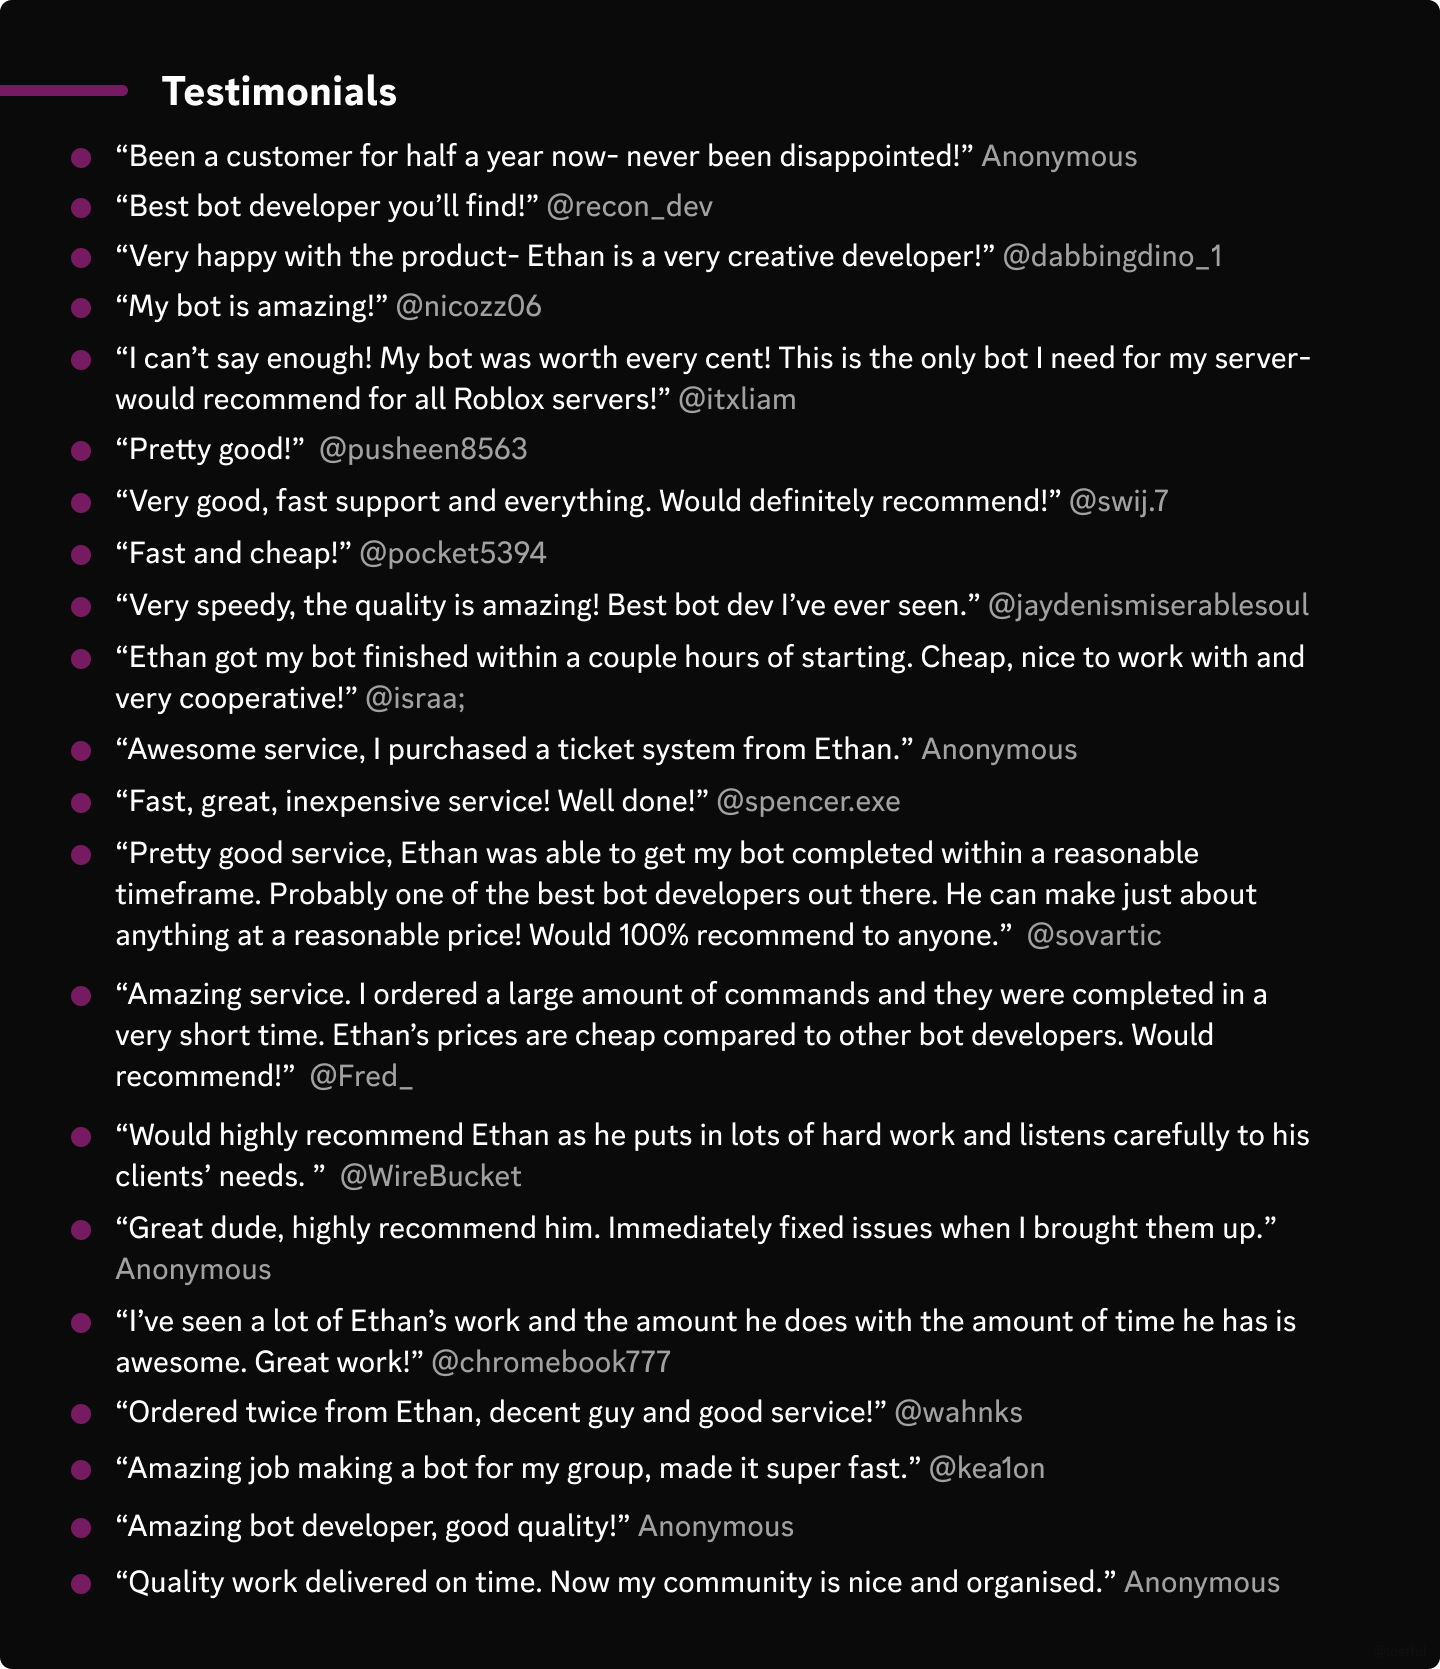 Testimonials
“Been a customer for half a year now- never been disappointed!” Anonymous
“Best bot developer you’ll find!” @recon_dev
“Very happy with the product- Ethan is a very creative developer!” @dabbingdino_1
“My bot is amazing!” @nicozz06
“I can’t say enough! My bot was worth every cent! This is the only bot I need for my server-
would recommend for all Roblox servers!” @itxliam
“Pretty good!” @pusheen8563
“Very good, fast support and everything. Would definitely recommend!” @swij.7
“Fast and cheap!” @pocket5394
“Very speedy, the quality is amazing! Best bot dev I’ve ever seen.” @jaydenismiserablesoul
“Ethan got my bot finished within a couple hours of starting. Cheap, nice to work with and
very cooperative!” @israa;
“Awesome service, I purchased a ticket system from Ethan.” Anonymous
“Fast, great, inexpensive service! Well done!” @spencer.exe
“Pretty good service, Ethan was able to get my bot completed within a reasonable
timeframe. Probably one of the best bot developers out there. He can make just about
anything at a reasonable price! Would 100% recommend to anyone.” @sovartic
“Amazing service. I ordered a large amount of commands and they were completed in a
very short time. Ethan’s prices are cheap compared to other bot developers. Would
recommend!” @Fred_
“Would highly recommend Ethan as he puts in lots of hard work and listens carefully to his
clients’ needs. ” @WireBucket
“Great dude, highly recommend him. Immediately fixed issues when I brought them up.”
Anonymous
“I’ve seen a lot of Ethan’s work and the amount he does with the amount of time he has is
awesome. Great work!” @chromebook777
“Ordered twice from Ethan, decent guy and good service!” @wahnks
“Amazing job making a bot for my group, made it super fast.” @kea1on
“Amazing bot developer, good quality!” Anonymous
“Quality work delivered on time. Now my community is nice and organised.” Anonymous